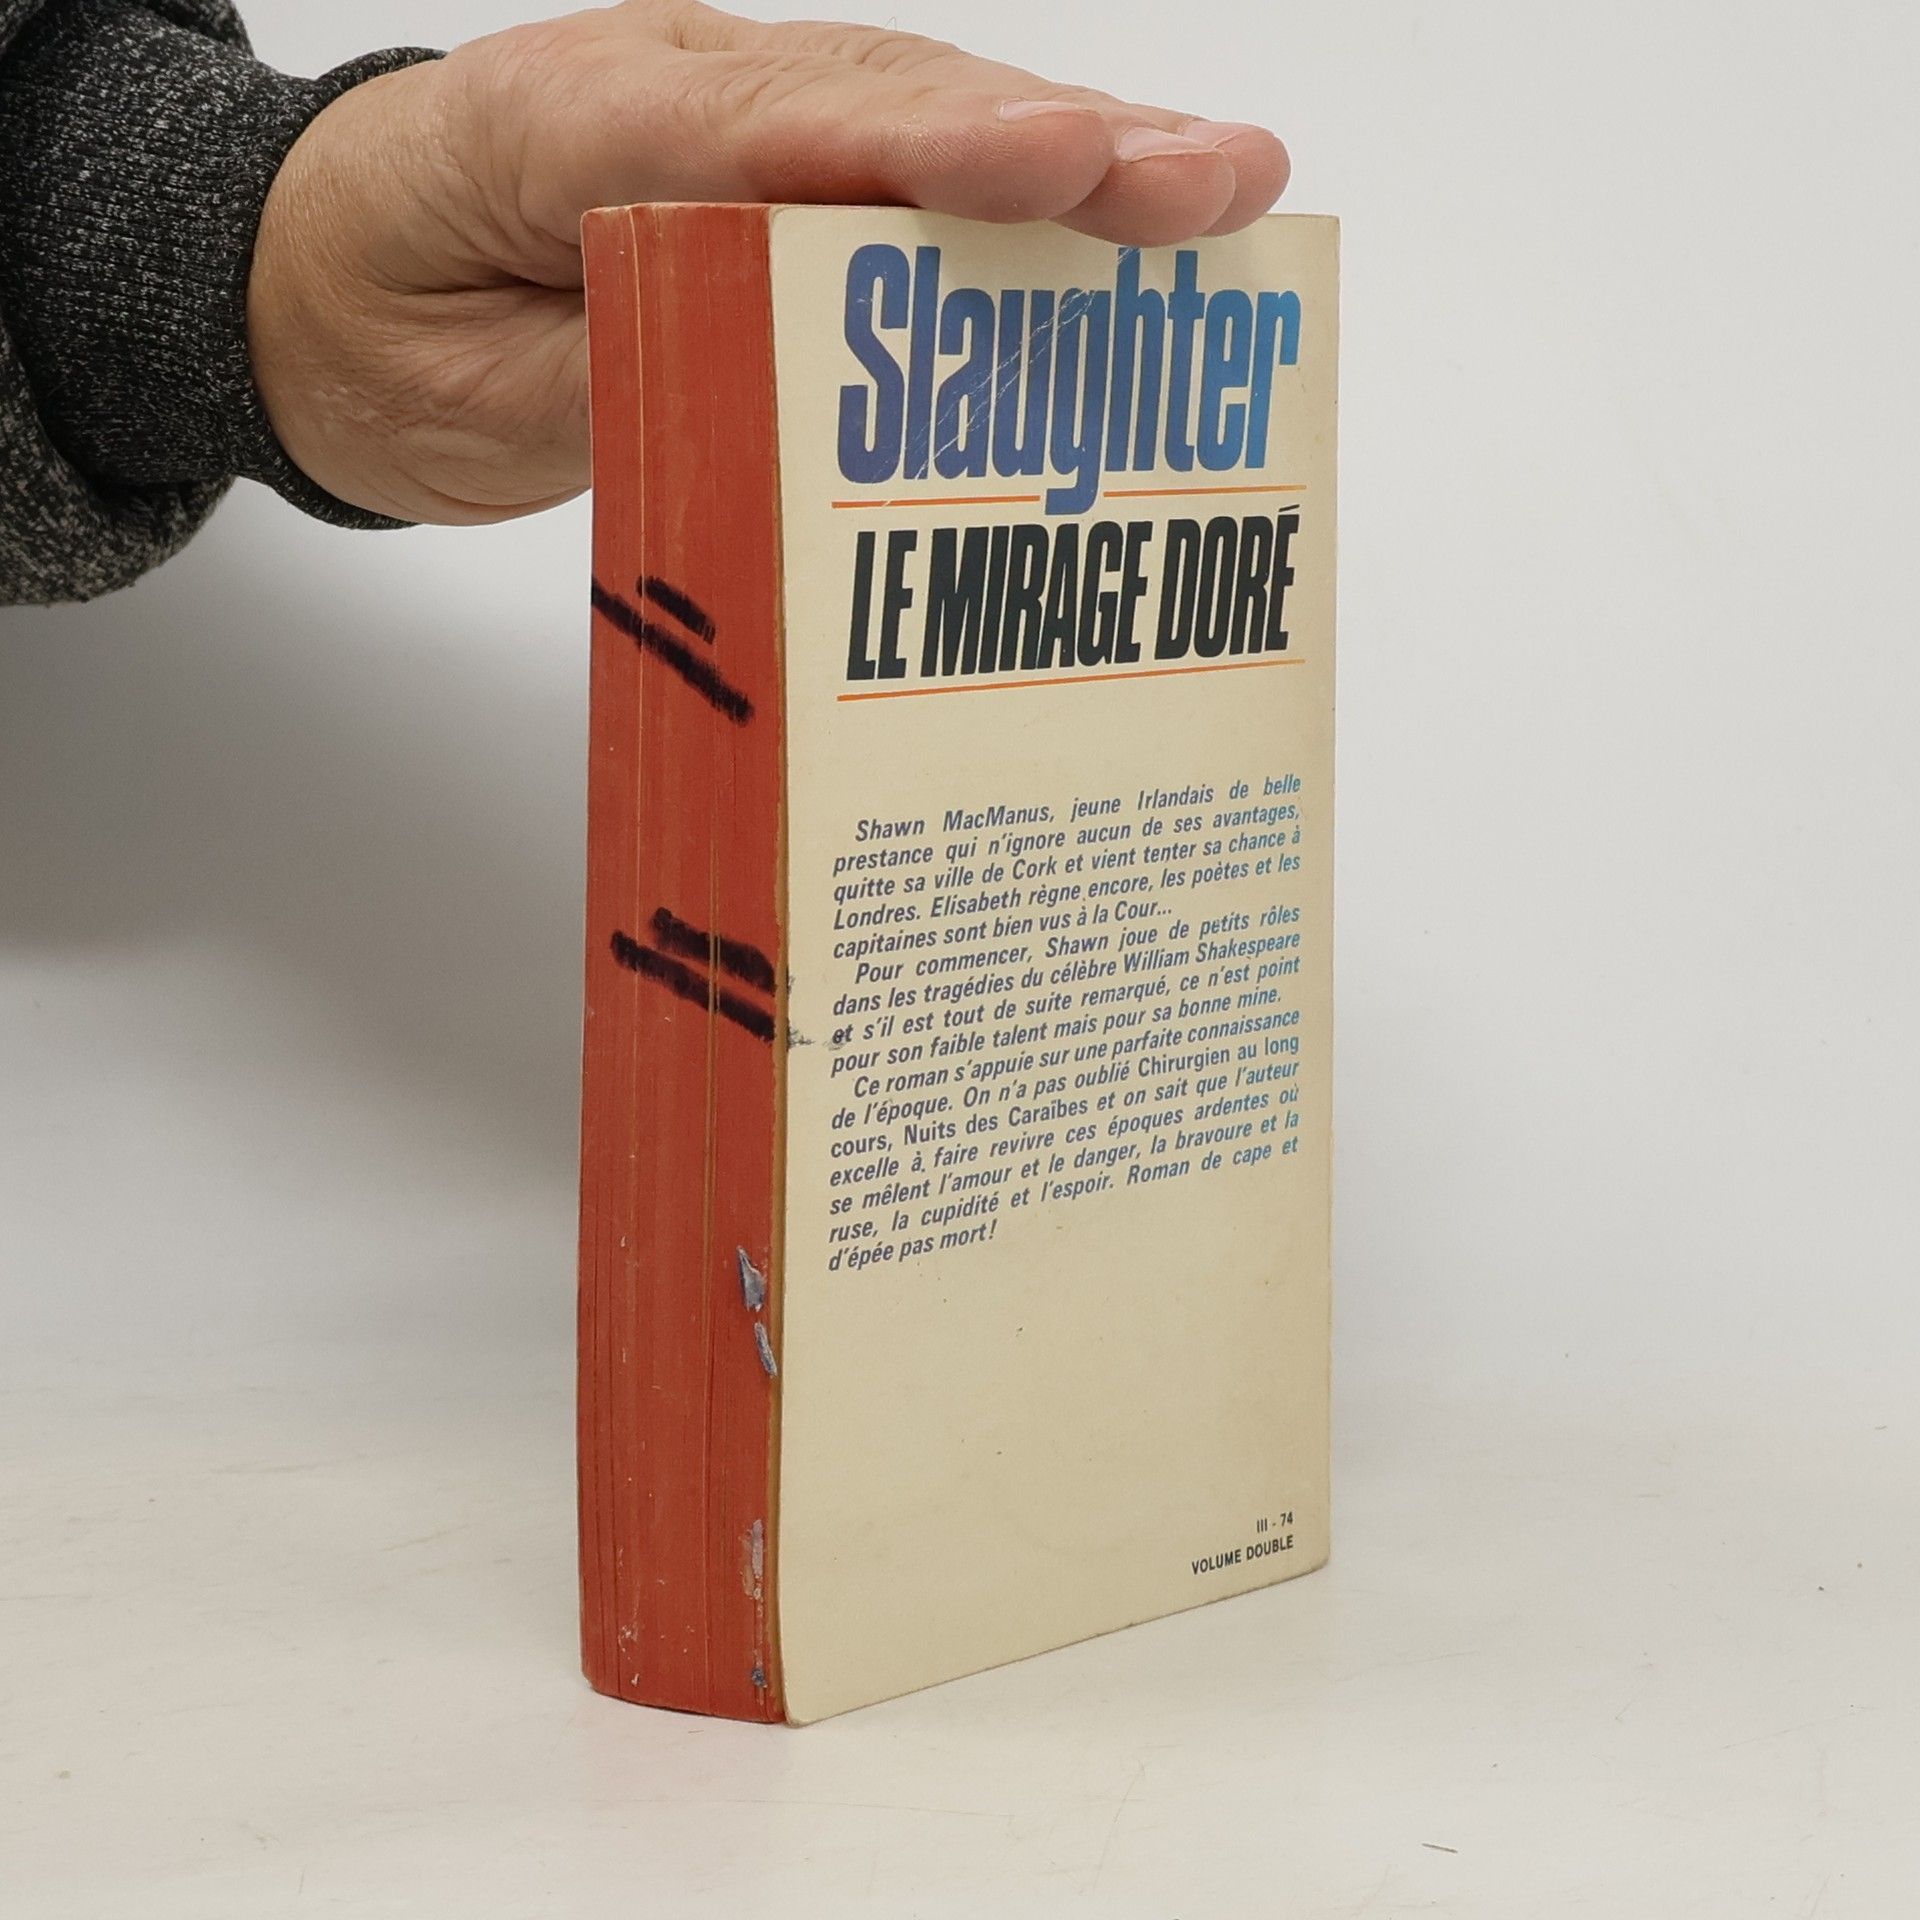 Slaughter
LE MIRAGE DORÉ
Shawn MacManus, jeune Irlandais de belle
prestance qui n'ignore aucun de ses avantages,
quitte sa ville de Cork et vient tenter sa chance à
Londres. Elisabeth règne encore, les poètes et les
capitaines sont bien vus à la Cour...
Pour commencer, Shawn joue de petits rôles
dans les tragédies du célèbre William Shakespeare
et s'il est tout de suite remarqué, ce n'est point
pour son faible talent mais pour sa bonne mine.
Ce roman s'appuie sur une parfaite connaissance
de l'époque. On n'a pas oublié Chirurgien au long
cours, Nuits des Caraïbes et on sait que l'auteur
excelle à faire revivre ces époques ardentes où
se mêlent l'amour et le danger, la bravoure et la
ruse, la cupidité et l'espoir. Roman de cape et
d'épée pas mort!
III - 74
VOLUME DOUBLE